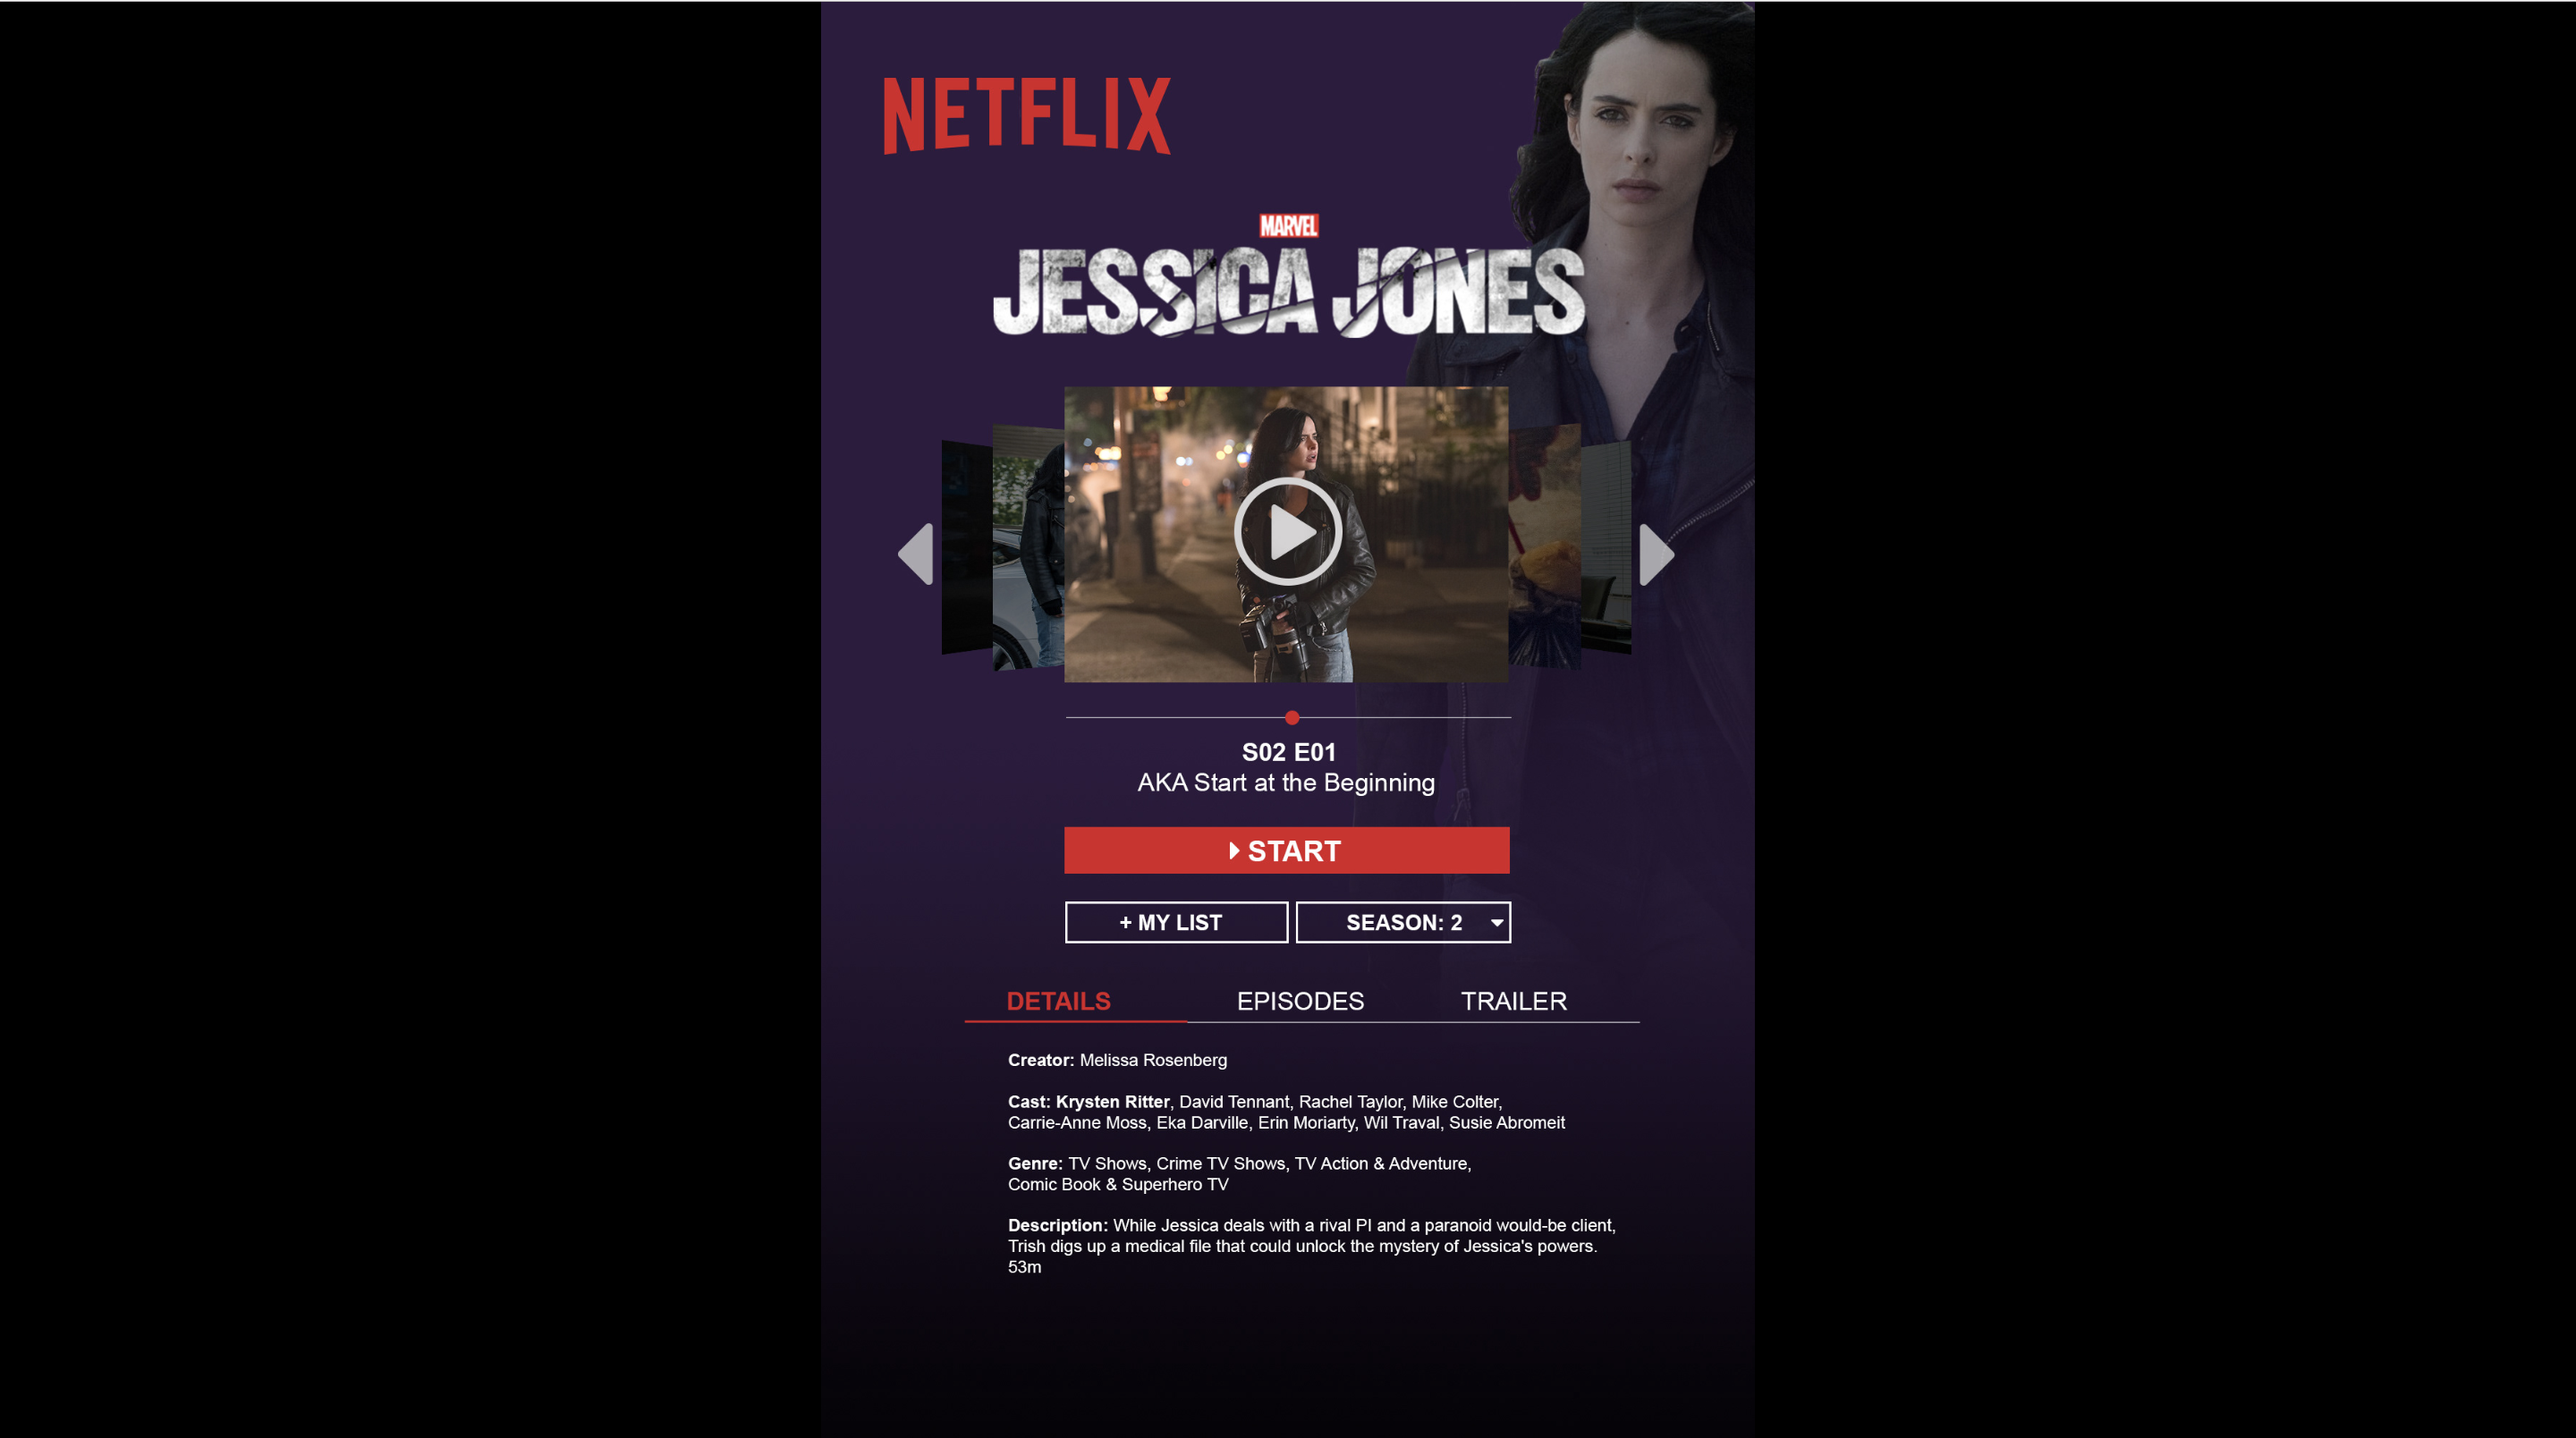 NETFLIX
MARVEL
JESSICA JONES
S02 E01
AKA Start at the Beginning
START
+ MY LIST
SEASON: 2
DETAILS EPISODES TRAILER
Creator: Melissa Rosenberg
Cast: Krysten Ritter, David Tennant, Rachel Taylor, Mike Colter,
Carrie-Anne Moss, Eka Darville, Erin Moriarty, Wil Traval, Susie Abromeit
Genre: TV Shows, Crime TV Shows, TV Action & Adventure,
Comic Book & Superhero TV
Description: While Jessica deals with a rival PI and a paranoid would-be client,
Trish digs up a medical file that could unlock the mystery of Jessica's powers.
53m